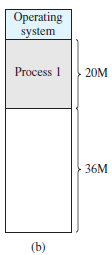 Operating
system
Process 1
20M
36M
(b)